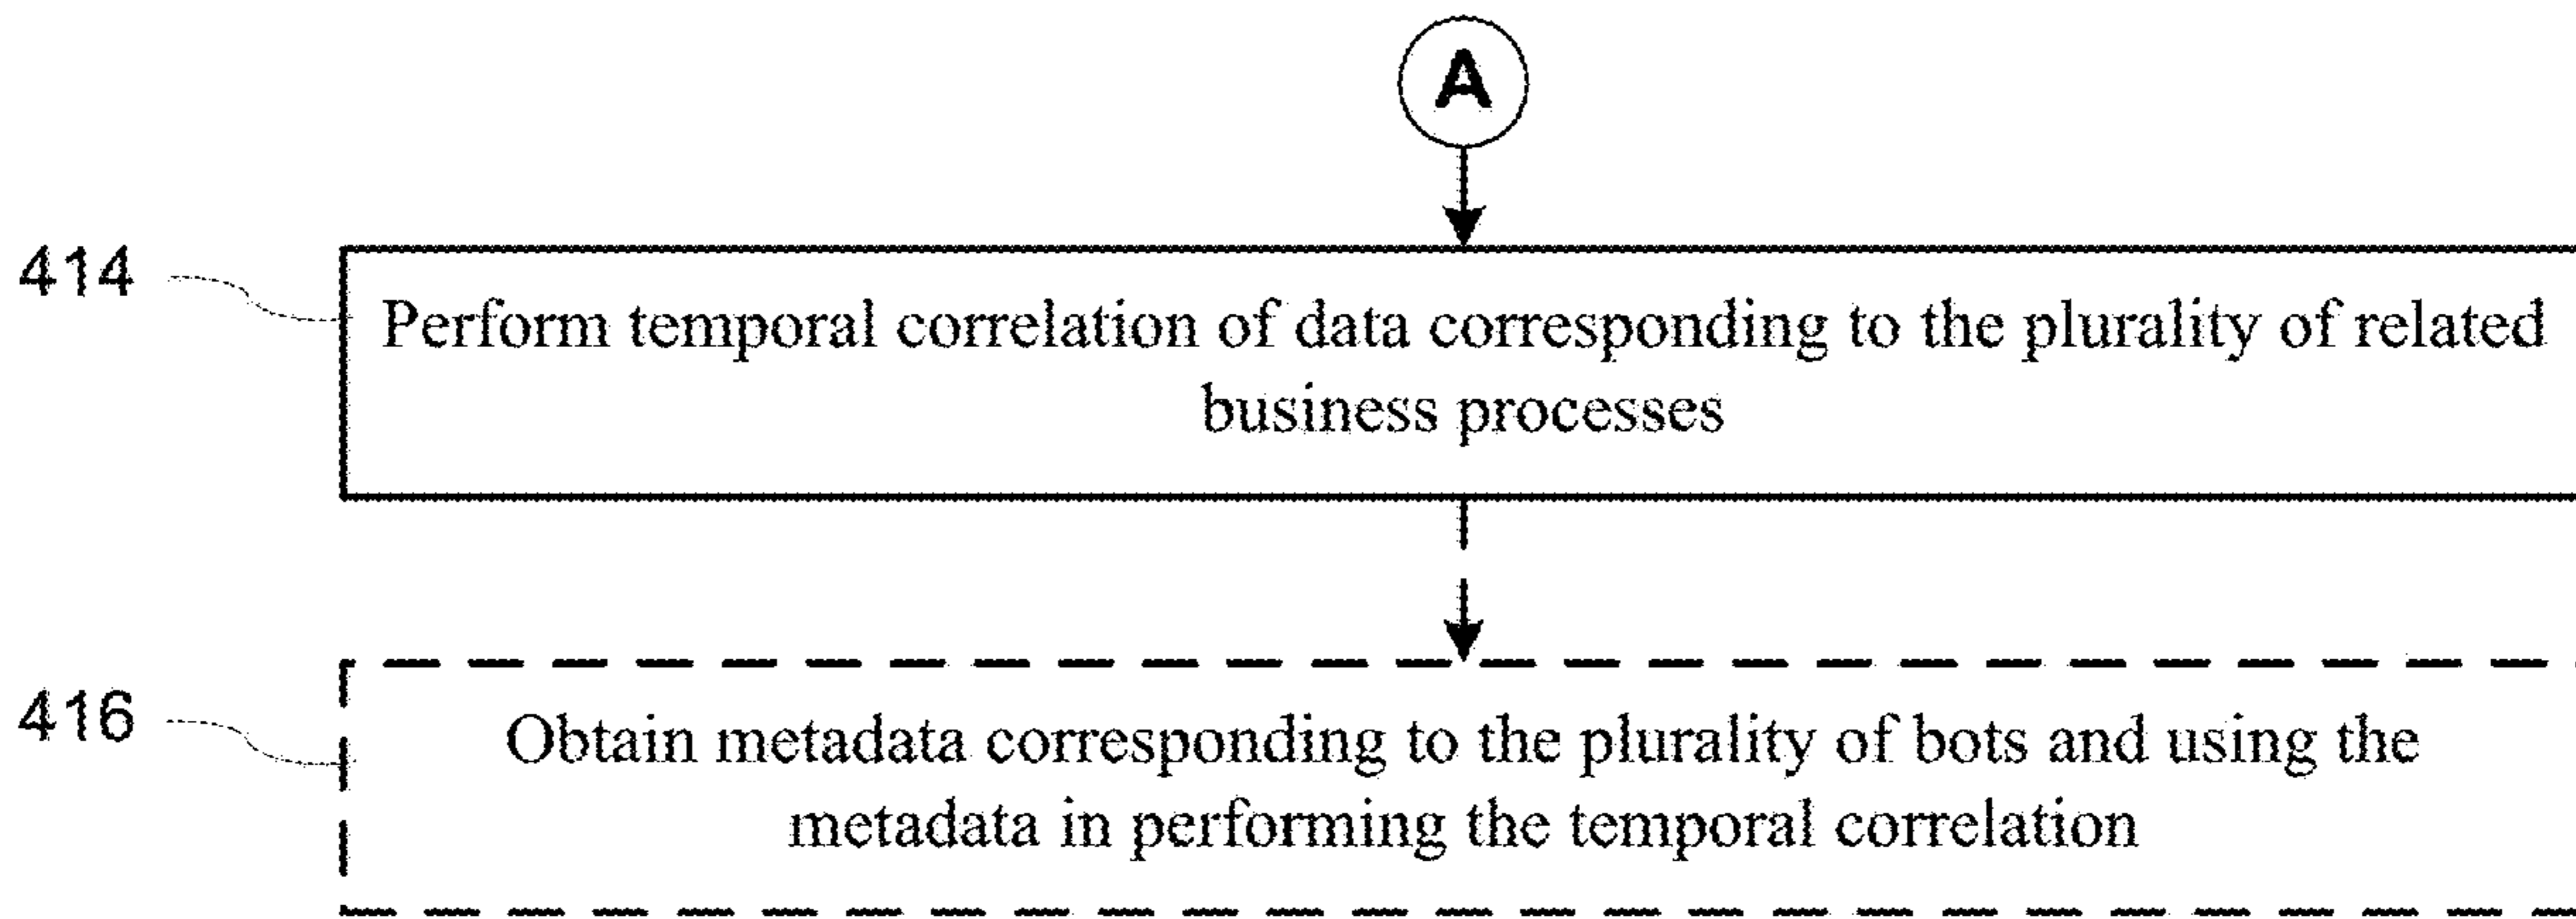 A
414
Perform temporal correlation of data corresponding to the plurality of related
business processes
416
Obtain metadata corresponding to the plurality of bots and using the
metadata in performing the temporal correlation